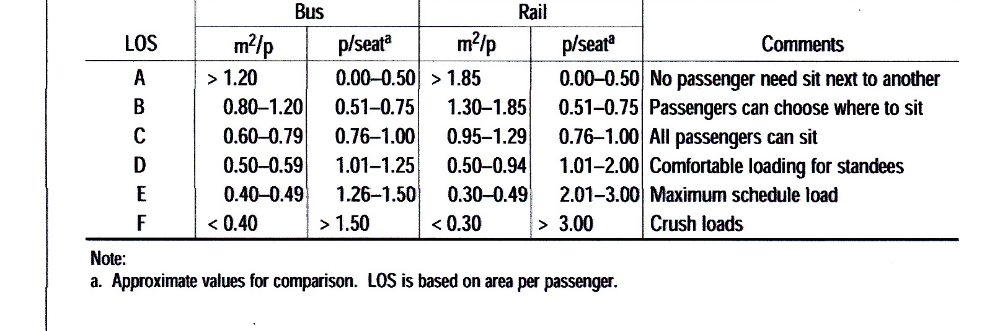 Bus Rail
LOS m²/p p/seatᵃ m²/p p/seatᵃ Comments
A > 1.20 0.00–0.50 > 1.85 0.00–0.50 No passenger need sit next to another
B 0.80–1.20 0.51–0.75 1.30–1.85 0.51–0.75 Passengers can choose where to sit
C 0.60–0.79 0.76–1.00 0.95–1.29 0.76–1.00 All passengers can sit
D 0.50–0.59 1.01–1.25 0.50–0.94 1.01–2.00 Comfortable loading for standees
E 0.40–0.49 1.26–1.50 0.30–0.49 2.01–3.00 Maximum schedule load
F < 0.40 > 1.50 < 0.30 > 3.00 Crush loads
Note:
a. Approximate values for comparison. LOS is based on area per passenger.